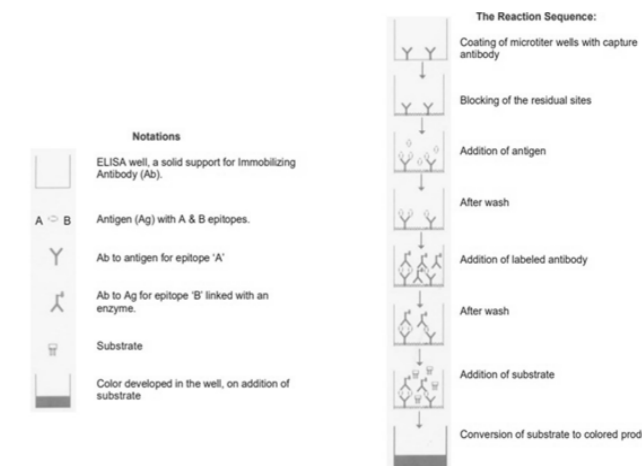 Notations
ELISA well, a solid support for Immobilizing
Antibody (Ab).
A B
Antigen (Ag) with A & B epitopes.
Ab to antigen for epitope ‘A’
Ab to Ag for epitope ‘B’ linked with an
enzyme.
Substrate
Color developed in the well, on addition of
substrate
The Reaction Sequence:
Coating of microtiter wells with capture
antibody
Blocking of the residual sites
Addition of antigen
After wash
Addition of labeled antibody
After wash
Addition of substrate
Conversion of substrate to colored prod